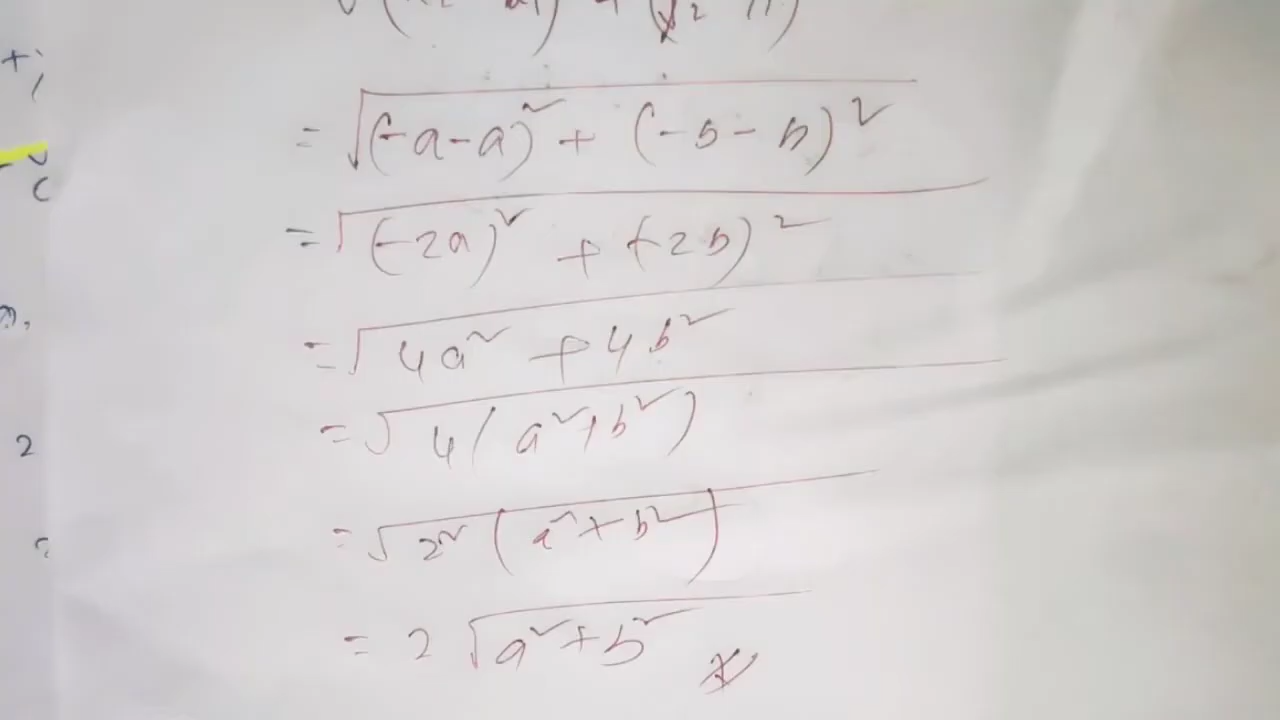 = √(-a-a)² + (-b-b)²
= √(-2a)² + (-2b)²
= √4a² + 4b²
= √4(a²+b²)
= √2²(a²+b²)
= 2√a²+b²